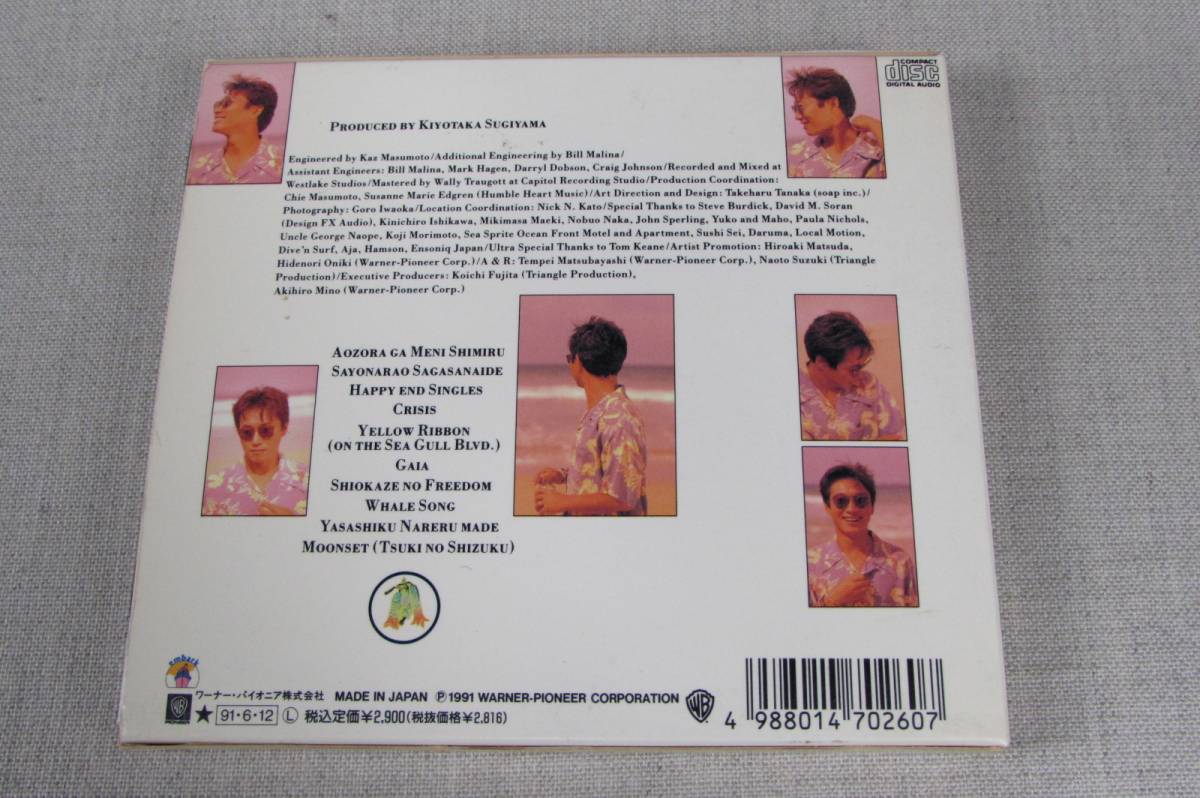 COMPACT
disc
DIGITAL AUDIO
PRODUCED BY KIYOTAKA SUGIYAMA
Engineered by Kaz Masumoto/Additional Engineering by Bill Malina/
Assistant Engineers: Bill Malina, Mark Hagen, Darryl Dobson, Craig Johnson/Recorded and Mixed at
Westlake Studios/Mastered by Wally Traugott at Capitol Recording Studio/Production Coordination:
Chie Masumoto, Susanne Marie Edgren (Humble Heart Music)/Art Direction and Design: Takeharu Tanaka (soap inc.)/
Photography: Goro Iwaoka/Location Coordination: Nick N. Kato/Special Thanks to Steve Burdick, David M. Soran
(Design FX Audio), Kinichiro Ishikawa, Mikimasa Maeki, Nobuo Naka, John Sperling, Yuko and Maho, Paula Nichols,
Uncle George Naope, Koji Morimoto, Sea Sprite Ocean Front Motel and Apartment, Sushi Sei, Daruma, Local Motion,
Dive'n Surf, Aja, Hamson, Ensoniq Japan/Ultra Special Thanks to Tom Keane/Artist Promotion: Hiroaki Matsuda,
Hidenori Oniki (Warner-Pioneer Corp.)/A & R: Tempei Matsubayashi (Warner-Pioneer Corp.), Naoto Suzuki (Triangle
Production)/Executive Producers: Koichi Fujita (Triangle Production),
Akihiro Mino (Warner-Pioneer Corp.)
AOZORA GA MENI SHIMIRU
SAYONARAO SAGASANAIDE
HAPPY END SINGLES
CRISIS
YELLOW RIBBON
(ON THE SEA GULL BLVD.)
GAIA
SHIOKAZE NO FREEDOM
WHALE SONG
YASASHIKU NARERU MADE
MOONSET (TSUKI NO SHIZUKU)
embark
ワーナー・パイオニア株式会社 MADE IN JAPAN Ⓟ1991 WARNER-PIONEER CORPORATION
★ 91・6・12 Ⓛ 税込定価¥2,900(税抜価格¥2,816)
4 988014 702607